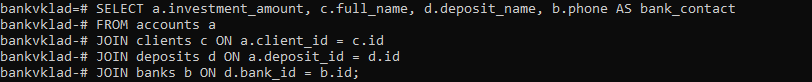 bankvklad=# SELECT a.investment_amount, c.full_name, d.deposit_name, b.phone AS bank_contact
bankvklad-# FROM accounts a
bankvklad-# JOIN clients c ON a.client_id = c.id
bankvklad-# JOIN deposits d ON a.deposit_id = d.id
bankvklad-# JOIN banks b ON d.bank_id = b.id;